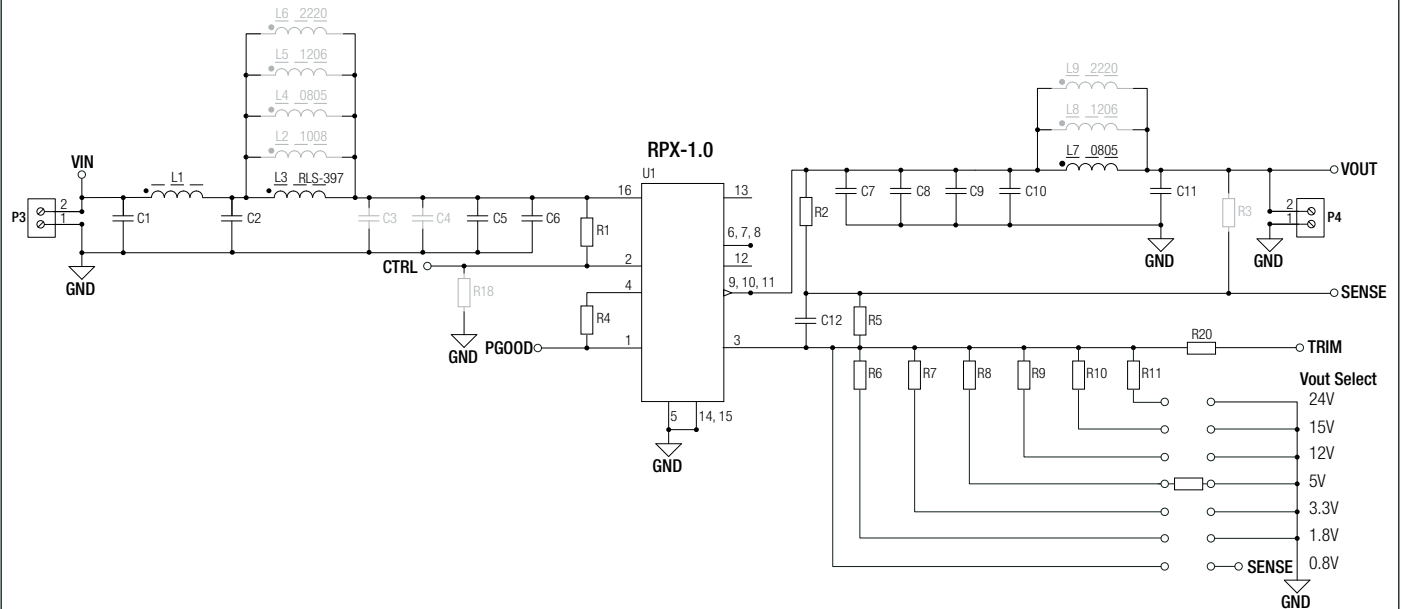 L6 2220
L5 1206
L4 0805
L2 1008
L3 RLS-397
L1
VIN
P3
2
1
GND
C1
C2
C3
C4
C5
C6
R1
CTRL
R18
GND
R4
PGOOD
RPX-1.0
U1
16
2
4
1
13
6, 7, 8
12
9, 10, 11
3
5
14, 15
GND
L9 2220
L8 1206
L7 0805
R2
C7
C8
C9
C10
C11
GND
R3
VOUT
2
1
P4
GND
SENSE
C12
R5
R20
TRIM
R6
R7
R8
R9
R10
R11
Vout Select
24V
15V
12V
5V
3.3V
1.8V
SENSE 0.8V
GND